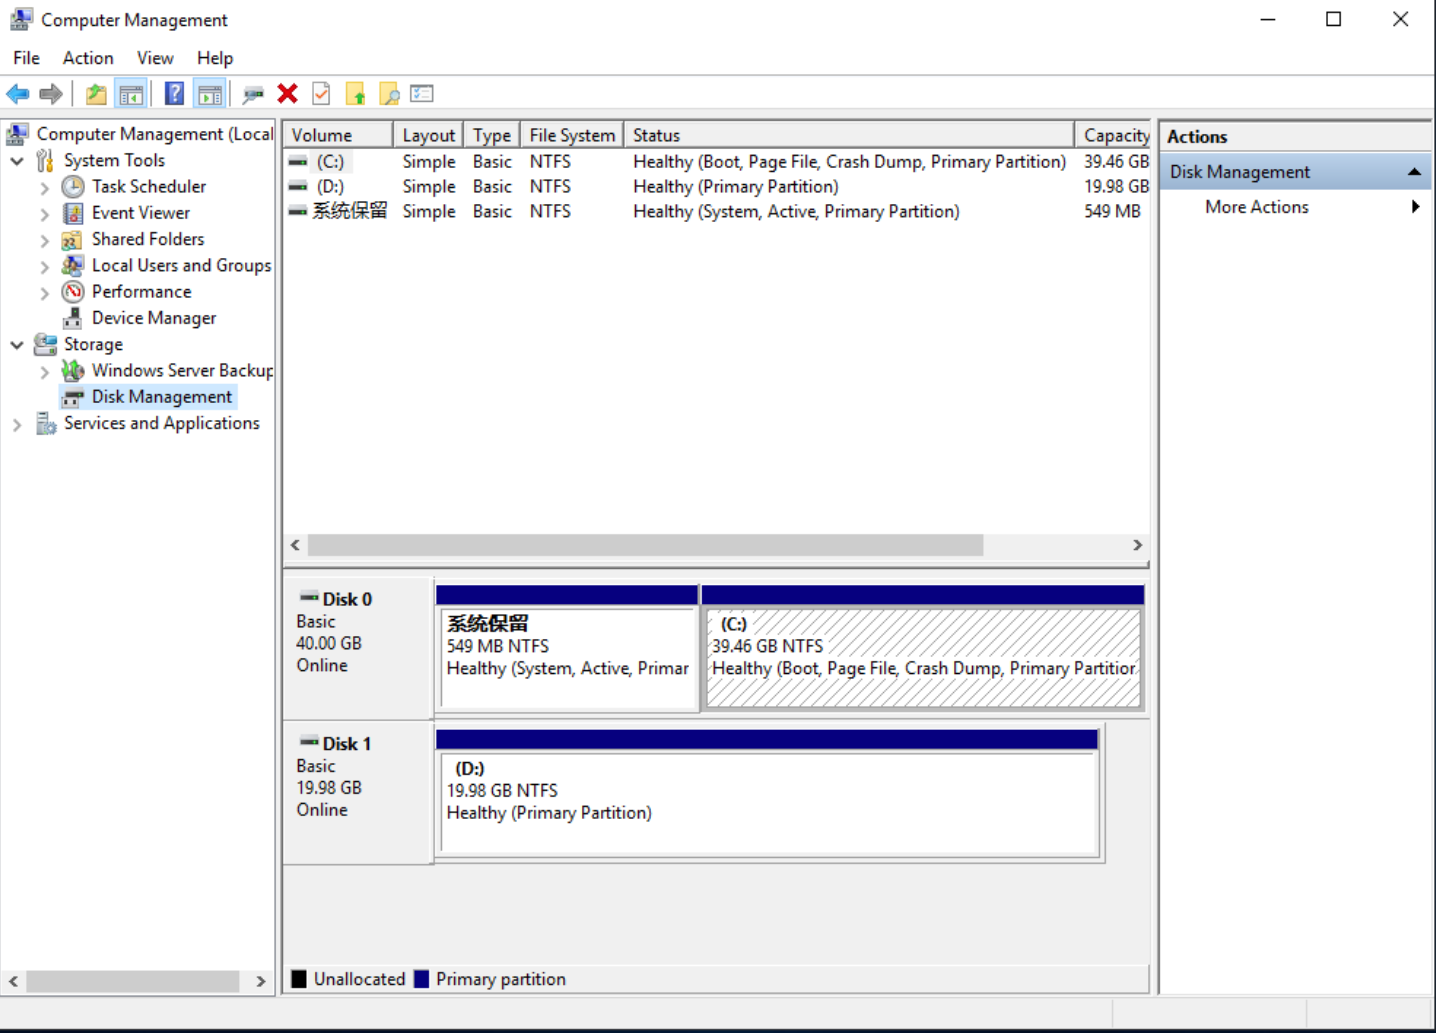 Computer Management
File Action View Help
Computer Management (Local
System Tools
Task Scheduler
Event Viewer
Shared Folders
Local Users and Groups
Performance
Device Manager
Storage
Windows Server Backup
Disk Management
Services and Applications
Volume Layout Type File System Status Capacity
(C:) Simple Basic NTFS Healthy (Boot, Page File, Crash Dump, Primary Partition) 39.46 GB
(D:) Simple Basic NTFS Healthy (Primary Partition) 19.98 GB
系统保留 Simple Basic NTFS Healthy (System, Active, Primary Partition) 549 MB
Disk 0
Basic
40.00 GB
Online
系统保留
549 MB NTFS
Healthy (System, Active, Primar
(C:)
39.46 GB NTFS
Healthy (Boot, Page File, Crash Dump, Primary Partition
Disk 1
Basic
19.98 GB
Online
(D:)
19.98 GB NTFS
Healthy (Primary Partition)
Unallocated Primary partition
Actions
Disk Management
More Actions